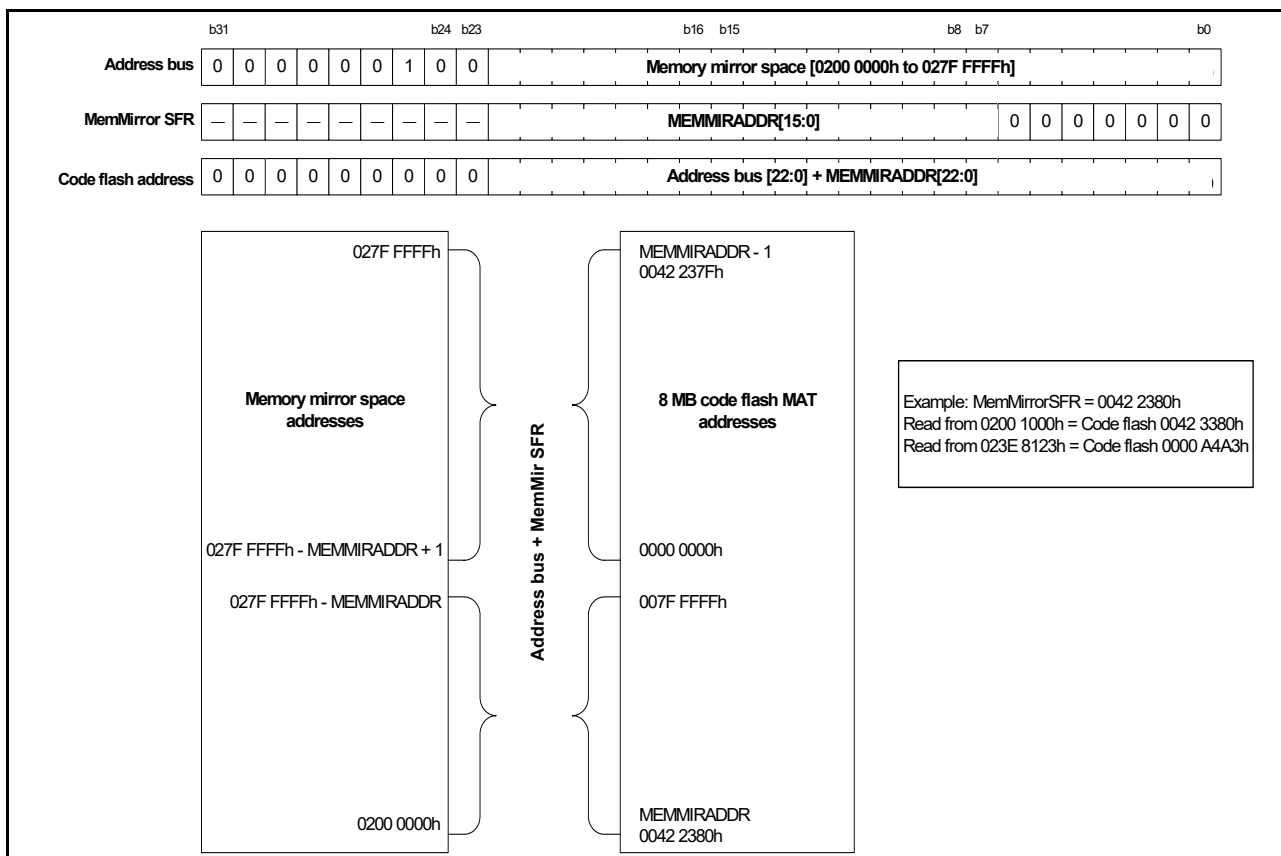 b31 b24 b23 b16 b15 b8 b7 b0
Address bus 0 0 0 0 0 0 1 0 0 Memory mirror space [0200 0000h to 027F FFFFh]
MemMirror SFR — — — — — — — — — MEMMIRADDR[15:0] 0 0 0 0 0 0 0
Code flash address 0 0 0 0 0 0 0 0 0 Address bus [22:0] + MEMMIRADDR[22:0]
027F FFFFh
Memory mirror space
addresses
027F FFFFh - MEMMIRADDR + 1
027F FFFFh - MEMMIRADDR
0200 0000h
Address bus + MemMir SFR
MEMMIRADDR - 1
0042 237Fh
8 MB code flash MAT
addresses
0000 0000h
007F FFFFh
MEMMIRADDR
0042 2380h
Example: MemMirrorSFR = 0042 2380h
Read from 0200 1000h = Code flash 0042 3380h
Read from 023E 8123h = Code flash 0000 A4A3h